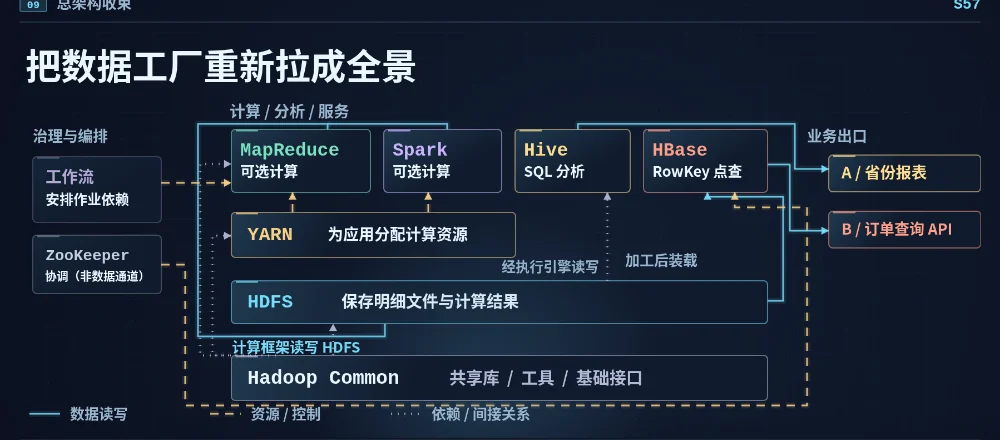 09 总架构收束 S57
把数据工厂重新拉成全景
计算 / 分析 / 服务
治理与编排
业务出口
工作流
安排作业依赖
ZooKeeper
协调（非数据通道）
MapReduce
可选计算
Spark
可选计算
Hive
SQL 分析
HBase
RowKey 点查
A / 省份报表
B / 订单查询 API
YARN 为应用分配计算资源
经执行引擎读写
加工后装载
HDFS 保存明细文件与计算结果
计算框架读写 HDFS
Hadoop Common 共享库 / 工具 / 基础接口
数据读写 资源 / 控制 依赖 / 间接关系